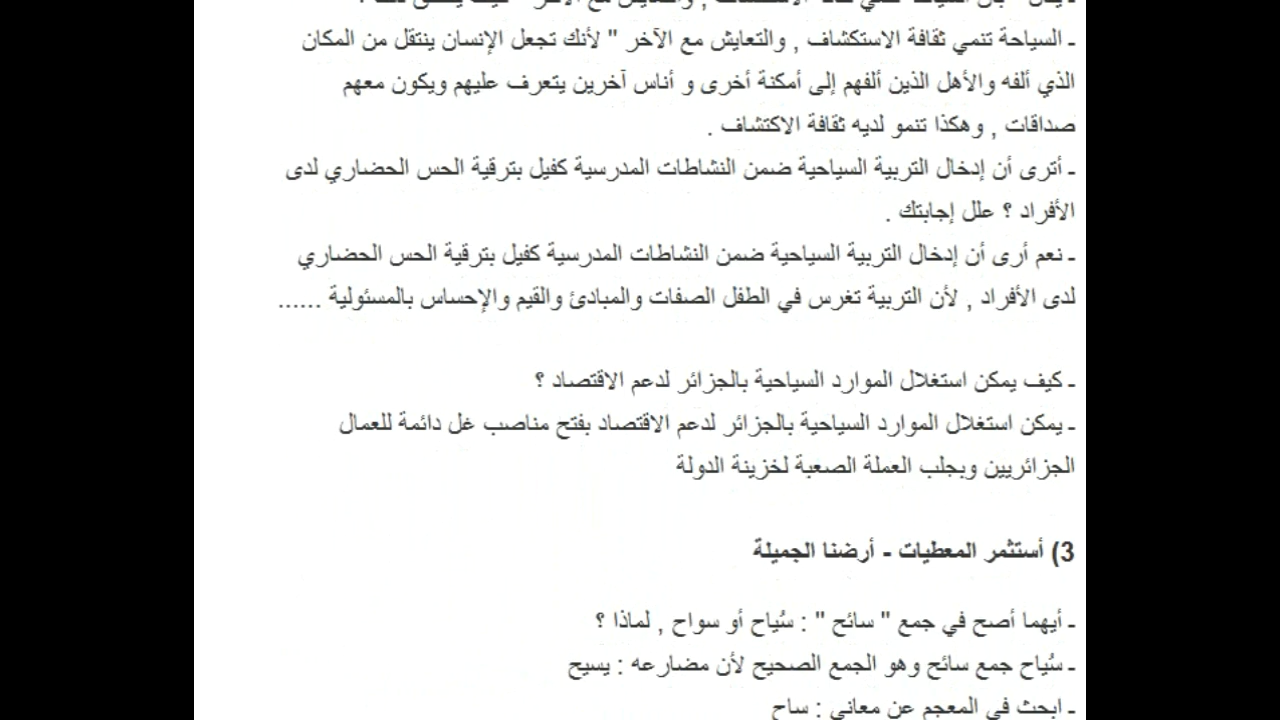 ـ السياحة تنمي ثقافة الاستكشاف , والتعايش مع الآخر " لأنك تجعل الإنسان ينتقل من المكان
الذي ألفه والأهل الذين ألفهم إلى أمكنة أخرى و أناس آخرين يتعرف عليهم ويكون معهم
صداقات , وهكذا تنمو لديه ثقافة الاكتشاف .
ـ أترى أن إدخال التربية السياحية ضمن النشاطات المدرسية كفيل بترقية الحس الحضاري لدى
الأفراد ؟ علل إجابتك .
ـ نعم أرى أن إدخال التربية السياحية ضمن النشاطات المدرسية كفيل بترقية الحس الحضاري
لدى الأفراد , لأن التربية تغرس في الطفل الصفات والمبادئ والقيم والإحساس بالمسئولية ......
ـ كيف يمكن استغلال الموارد السياحية بالجزائر لدعم الاقتصاد ؟
ـ يمكن استغلال الموارد السياحية بالجزائر لدعم الاقتصاد بفتح مناصب غل دائمة للعمال
الجزائريين وبجلب العملة الصعبة لخزينة الدولة
3) أستثمر المعطيات - أرضنا الجميلة
ـ أيهما أصح في جمع " سائح " : سُياح أو سواح , لماذا ؟
ـ سُياح جمع سائح وهو الجمع الصحيح لأن مضارعه : يسيح
ـ ابحث في المعجم عن معاني : ساح